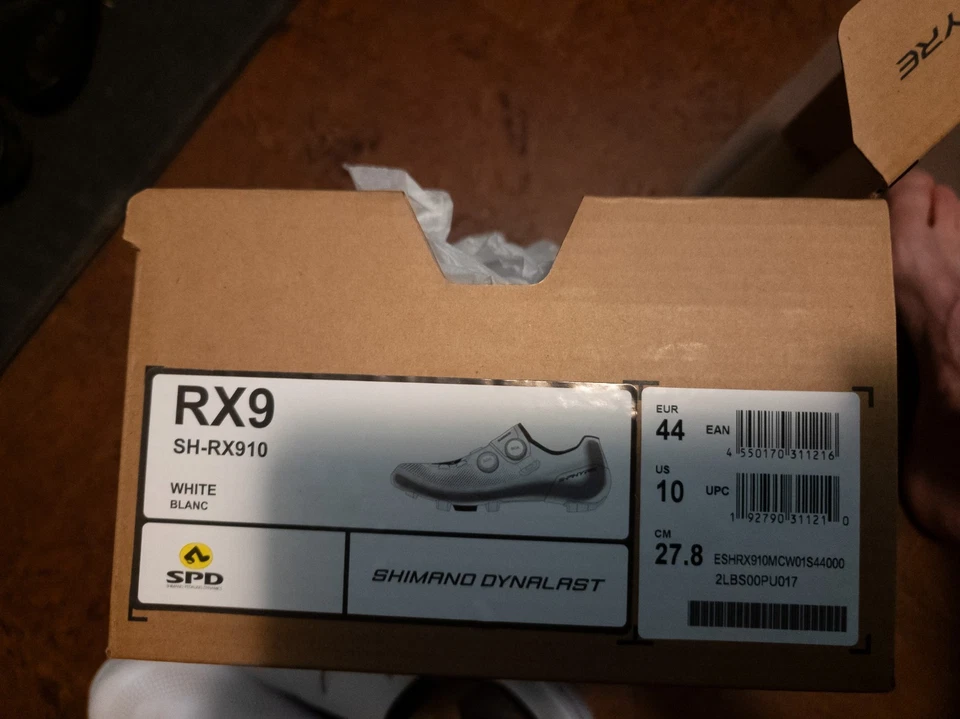 YRE
RX9
SH-RX910
WHITE
BLANC
SPD
SHIMANO DYNALAST
EUR
44
EAN
4 550170 311216
US
10
UPC
1 92790 31121 0
CM
27.8
ESHRX910MCW01S44000
2LBS00PU017